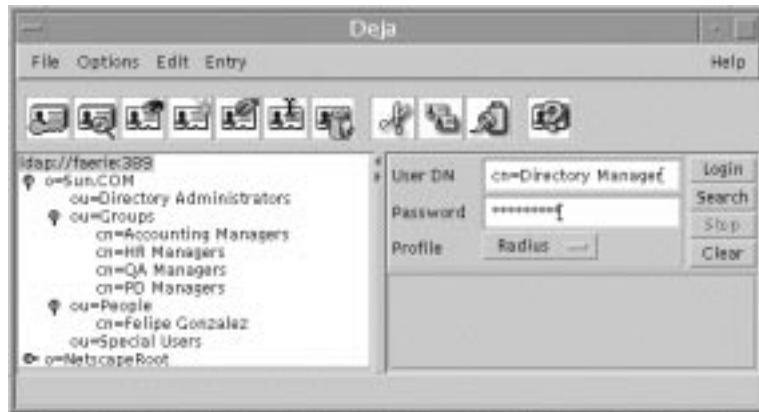 Deja
File Options Edit Entry Help
ldap://faerie:389
o=Sun.COM
ou=Directory Administrators
ou=Groups
cn=Accounting Managers
cn=HR Managers
cn=QA Managers
cn=PD Managers
ou=People
cn=Felipe Gonzalez
ou=Special Users
o=NetscapeRoot
User DN cn=Directory Manager
Password *********
Profile Radius
Login
Search
Stop
Clear